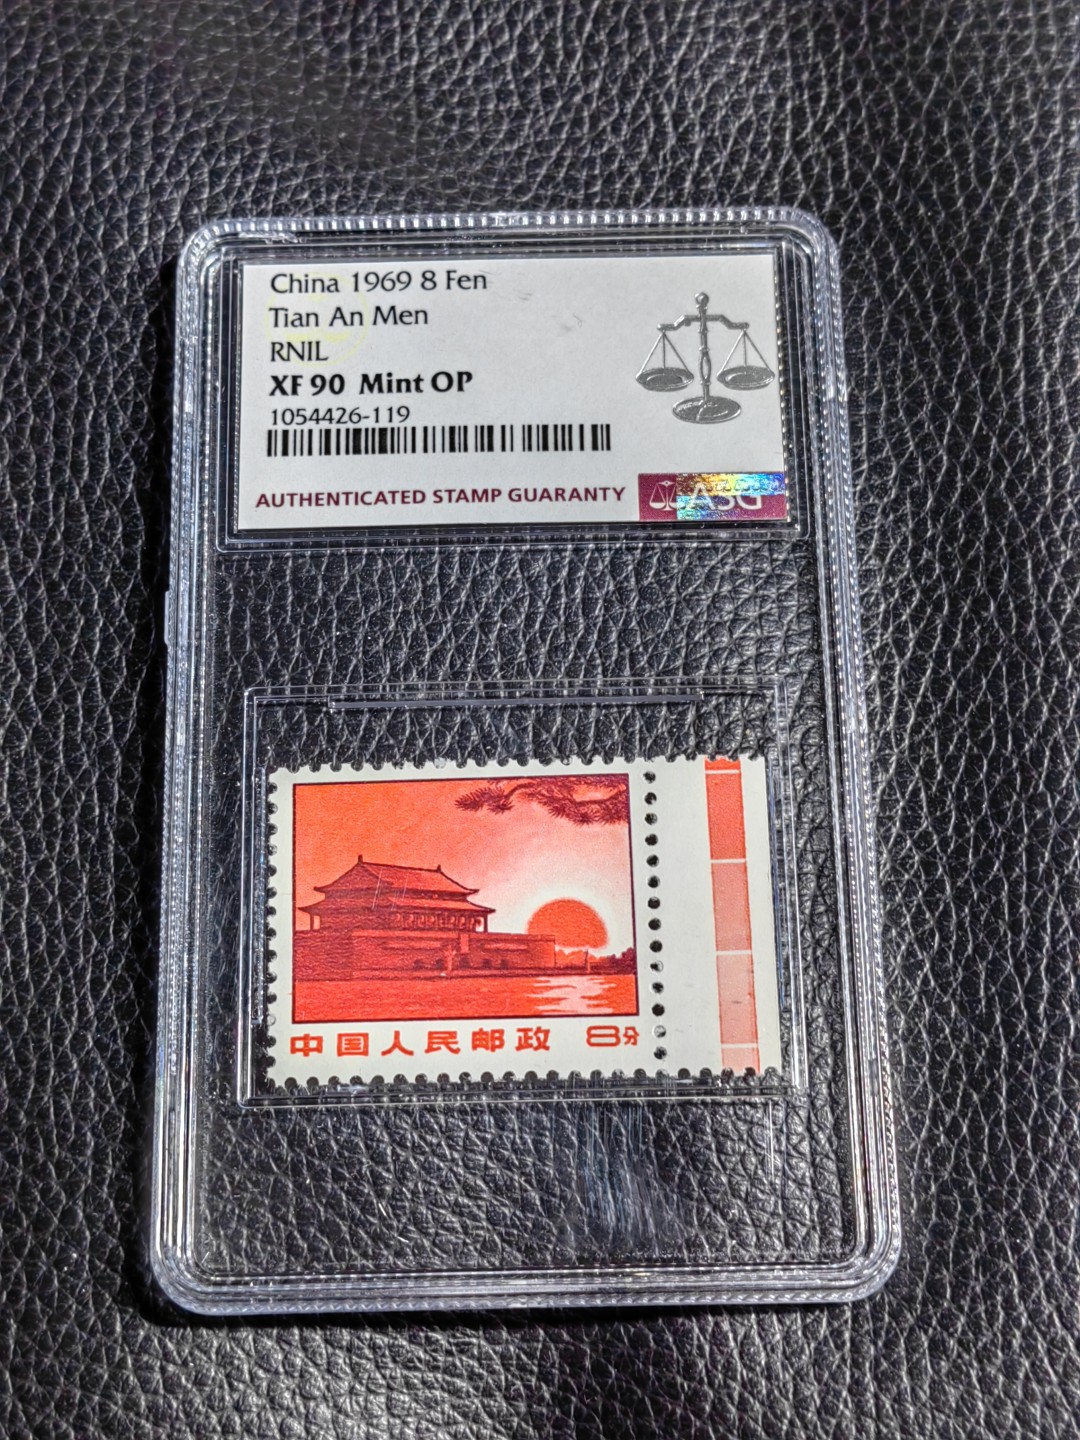 China 1969 8 Fen
Tian An Men
RNIL
XF 90 Mint OP
1054426-119
AUTHENTICATED STAMP GUARANTY
ASG
中国人民邮政 8分